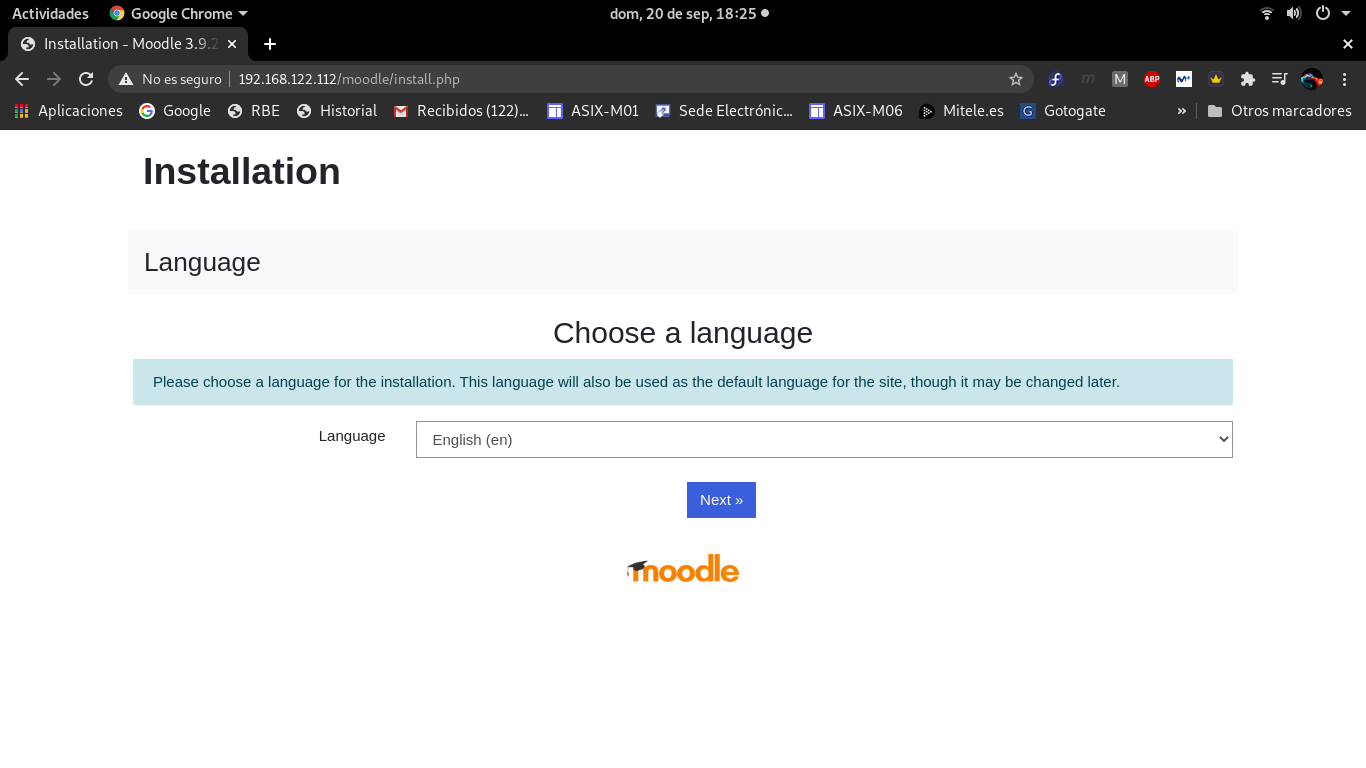 Actividades Google Chrome dom, 20 de sep, 18:25
Installation - Moodle 3.9.2
No es seguro 192.168.122.112/moodle/install.php M ABP
Aplicaciones Google RBE Historial Recibidos (122)... ASIX-M01 Sede Electrónic... ASIX-M06 Mitele.es Gotogate » Otros marcadores
Installation
Language
Choose a language
Please choose a language for the installation. This language will also be used as the default language for the site, though it may be changed later.
Language English (en)
Next »
moodle